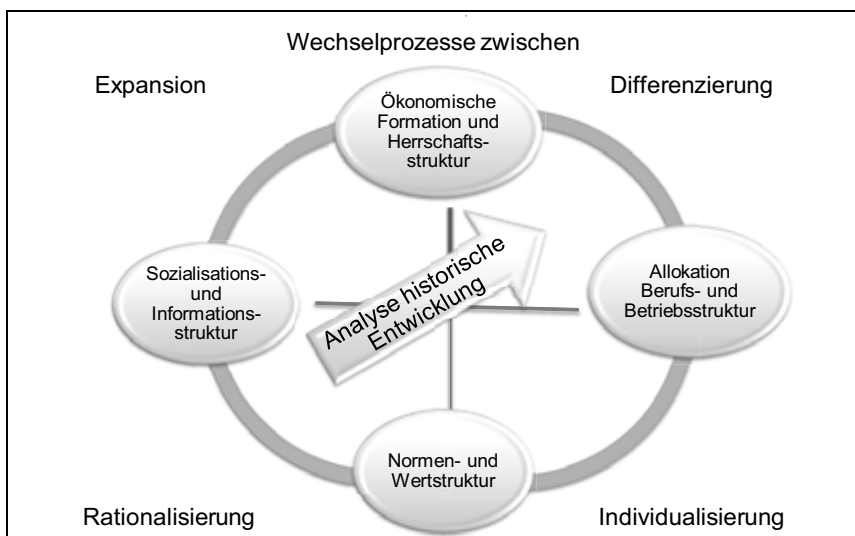 Wechselprozesse zwischen
Expansion
Differenzierung
Ökonomische
Formation und
Herrschafts-
struktur
Sozialisations-
und
Informations-
struktur
Analyse historische
Entwicklung
Allokation
Berufs- und
Betriebsstruktur
Normen- und
Wertstruktur
Rationalisierung
Individualisierung